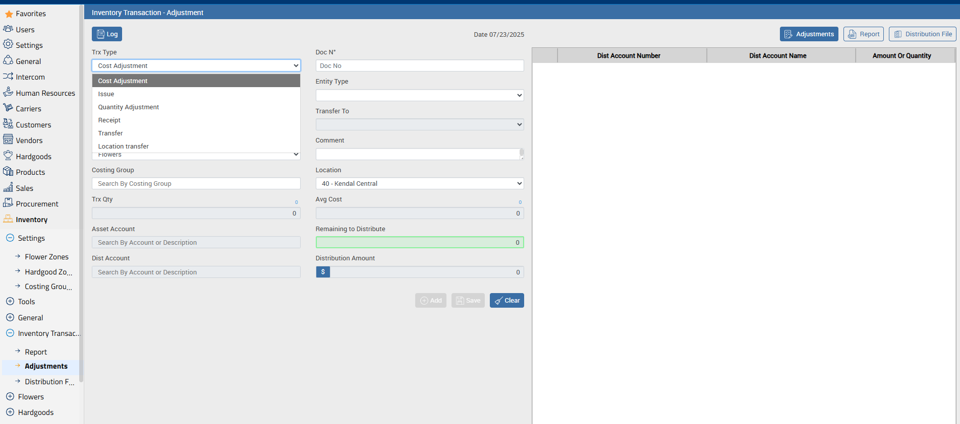 Favorites
Users
Settings
General
Intercom
Human Resources
Carriers
Customers
Vendors
Hardgoods
Products
Sales
Procurement
Inventory
Settings
Flower Zones
Hardgood Zo...
Costing Grou...
Tools
General
Inventory Transac...
Report
Adjustments
Distribution F...
Flowers
Hardgoods
Inventory Transaction - Adjustment
Log
Date 07/23/2025
Adjustments
Report
Distribution File
Trx Type
Cost Adjustment
Cost Adjustment
Issue
Quantity Adjustment
Receipt
Transfer
Location transfer
Flowers
Doc N°
Doc No
Entity Type
Transfer To
Comment
Costing Group
Search By Costing Group
Location
40 - Kendal Central
Trx Qty
6
0
Avg Cost
6
0
Asset Account
Search By Account or Description
Remaining to Distribute
0
Dist Account
Search By Account or Description
Distribution Amount
$
0
Add
Save
Clear
Dist Account Number
Dist Account Name
Amount Or Quantity